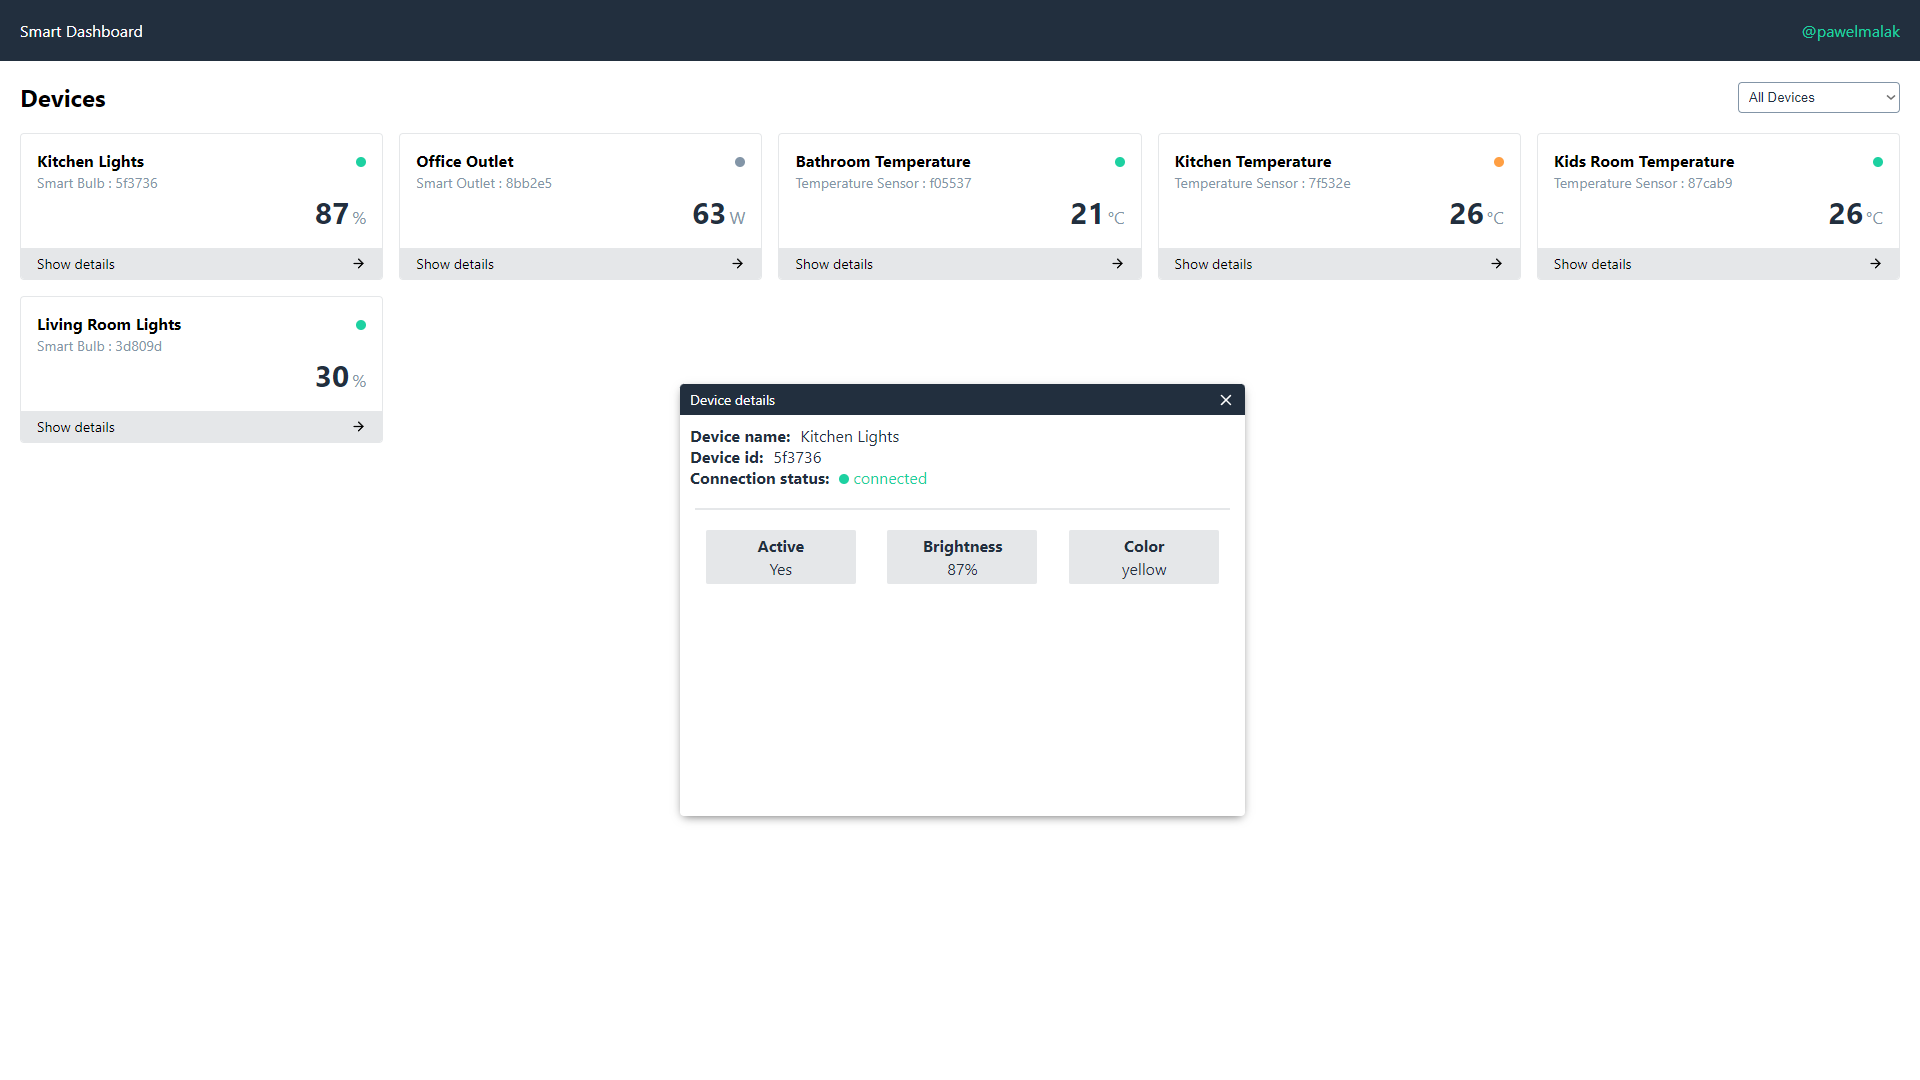 Smart Dashboard
@pawelmalak
Devices
All Devices
Kitchen Lights
Smart Bulb : 5f3736
87 %
Show details
Office Outlet
Smart Outlet : 8bb2e5
63 W
Show details
Bathroom Temperature
Temperature Sensor : f05537
21 °C
Show details
Kitchen Temperature
Temperature Sensor : 7f532e
26 °C
Show details
Kids Room Temperature
Temperature Sensor : 87cab9
26 °C
Show details
Living Room Lights
Smart Bulb : 3d809d
30 %
Show details
Device details
Device name: Kitchen Lights
Device id: 5f3736
Connection status: connected
Active
Yes
Brightness
87%
Color
yellow